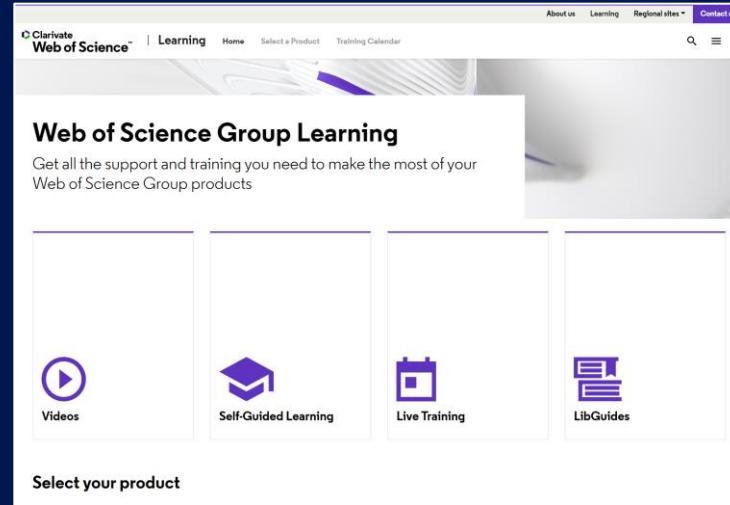 About us Learning Regional sites Contact
Clarivate
Web of Science™ | Learning Home Select a Product Training Calendar
Web of Science Group Learning
Get all the support and training you need to make the most of your
Web of Science Group products
Videos Self-Guided Learning Live Training LibGuides
Select your product